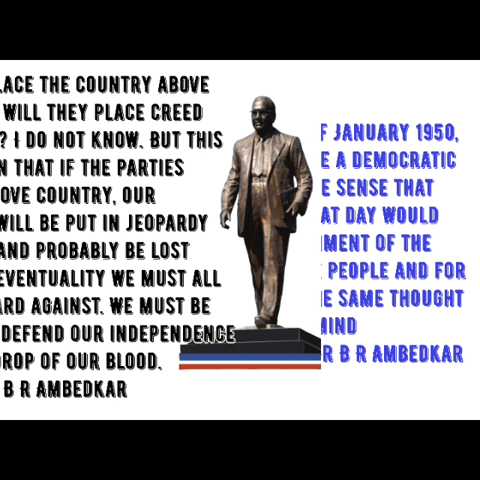 LACE THE COUNTRY ABOVE
WILL THEY PLACE CREED
? I DO NOT KNOW. BUT THIS
N THAT IF THE PARTIES
OVE COUNTRY, OUR
WILL BE PUT IN JEOPARDY
AND PROBABLY BE LOST
EVENTUALITY WE MUST ALL
ARD AGAINST. WE MUST BE
DEFEND OUR INDEPENDENCE
DROP OF OUR BLOOD.
B R AMBEDKAR
F JANUARY 1950,
E A DEMOCRATIC
E SENSE THAT
AT DAY WOULD
NMENT OF THE
E PEOPLE AND FOR
HE SAME THOUGHT
MIND
R B R AMBEDKAR